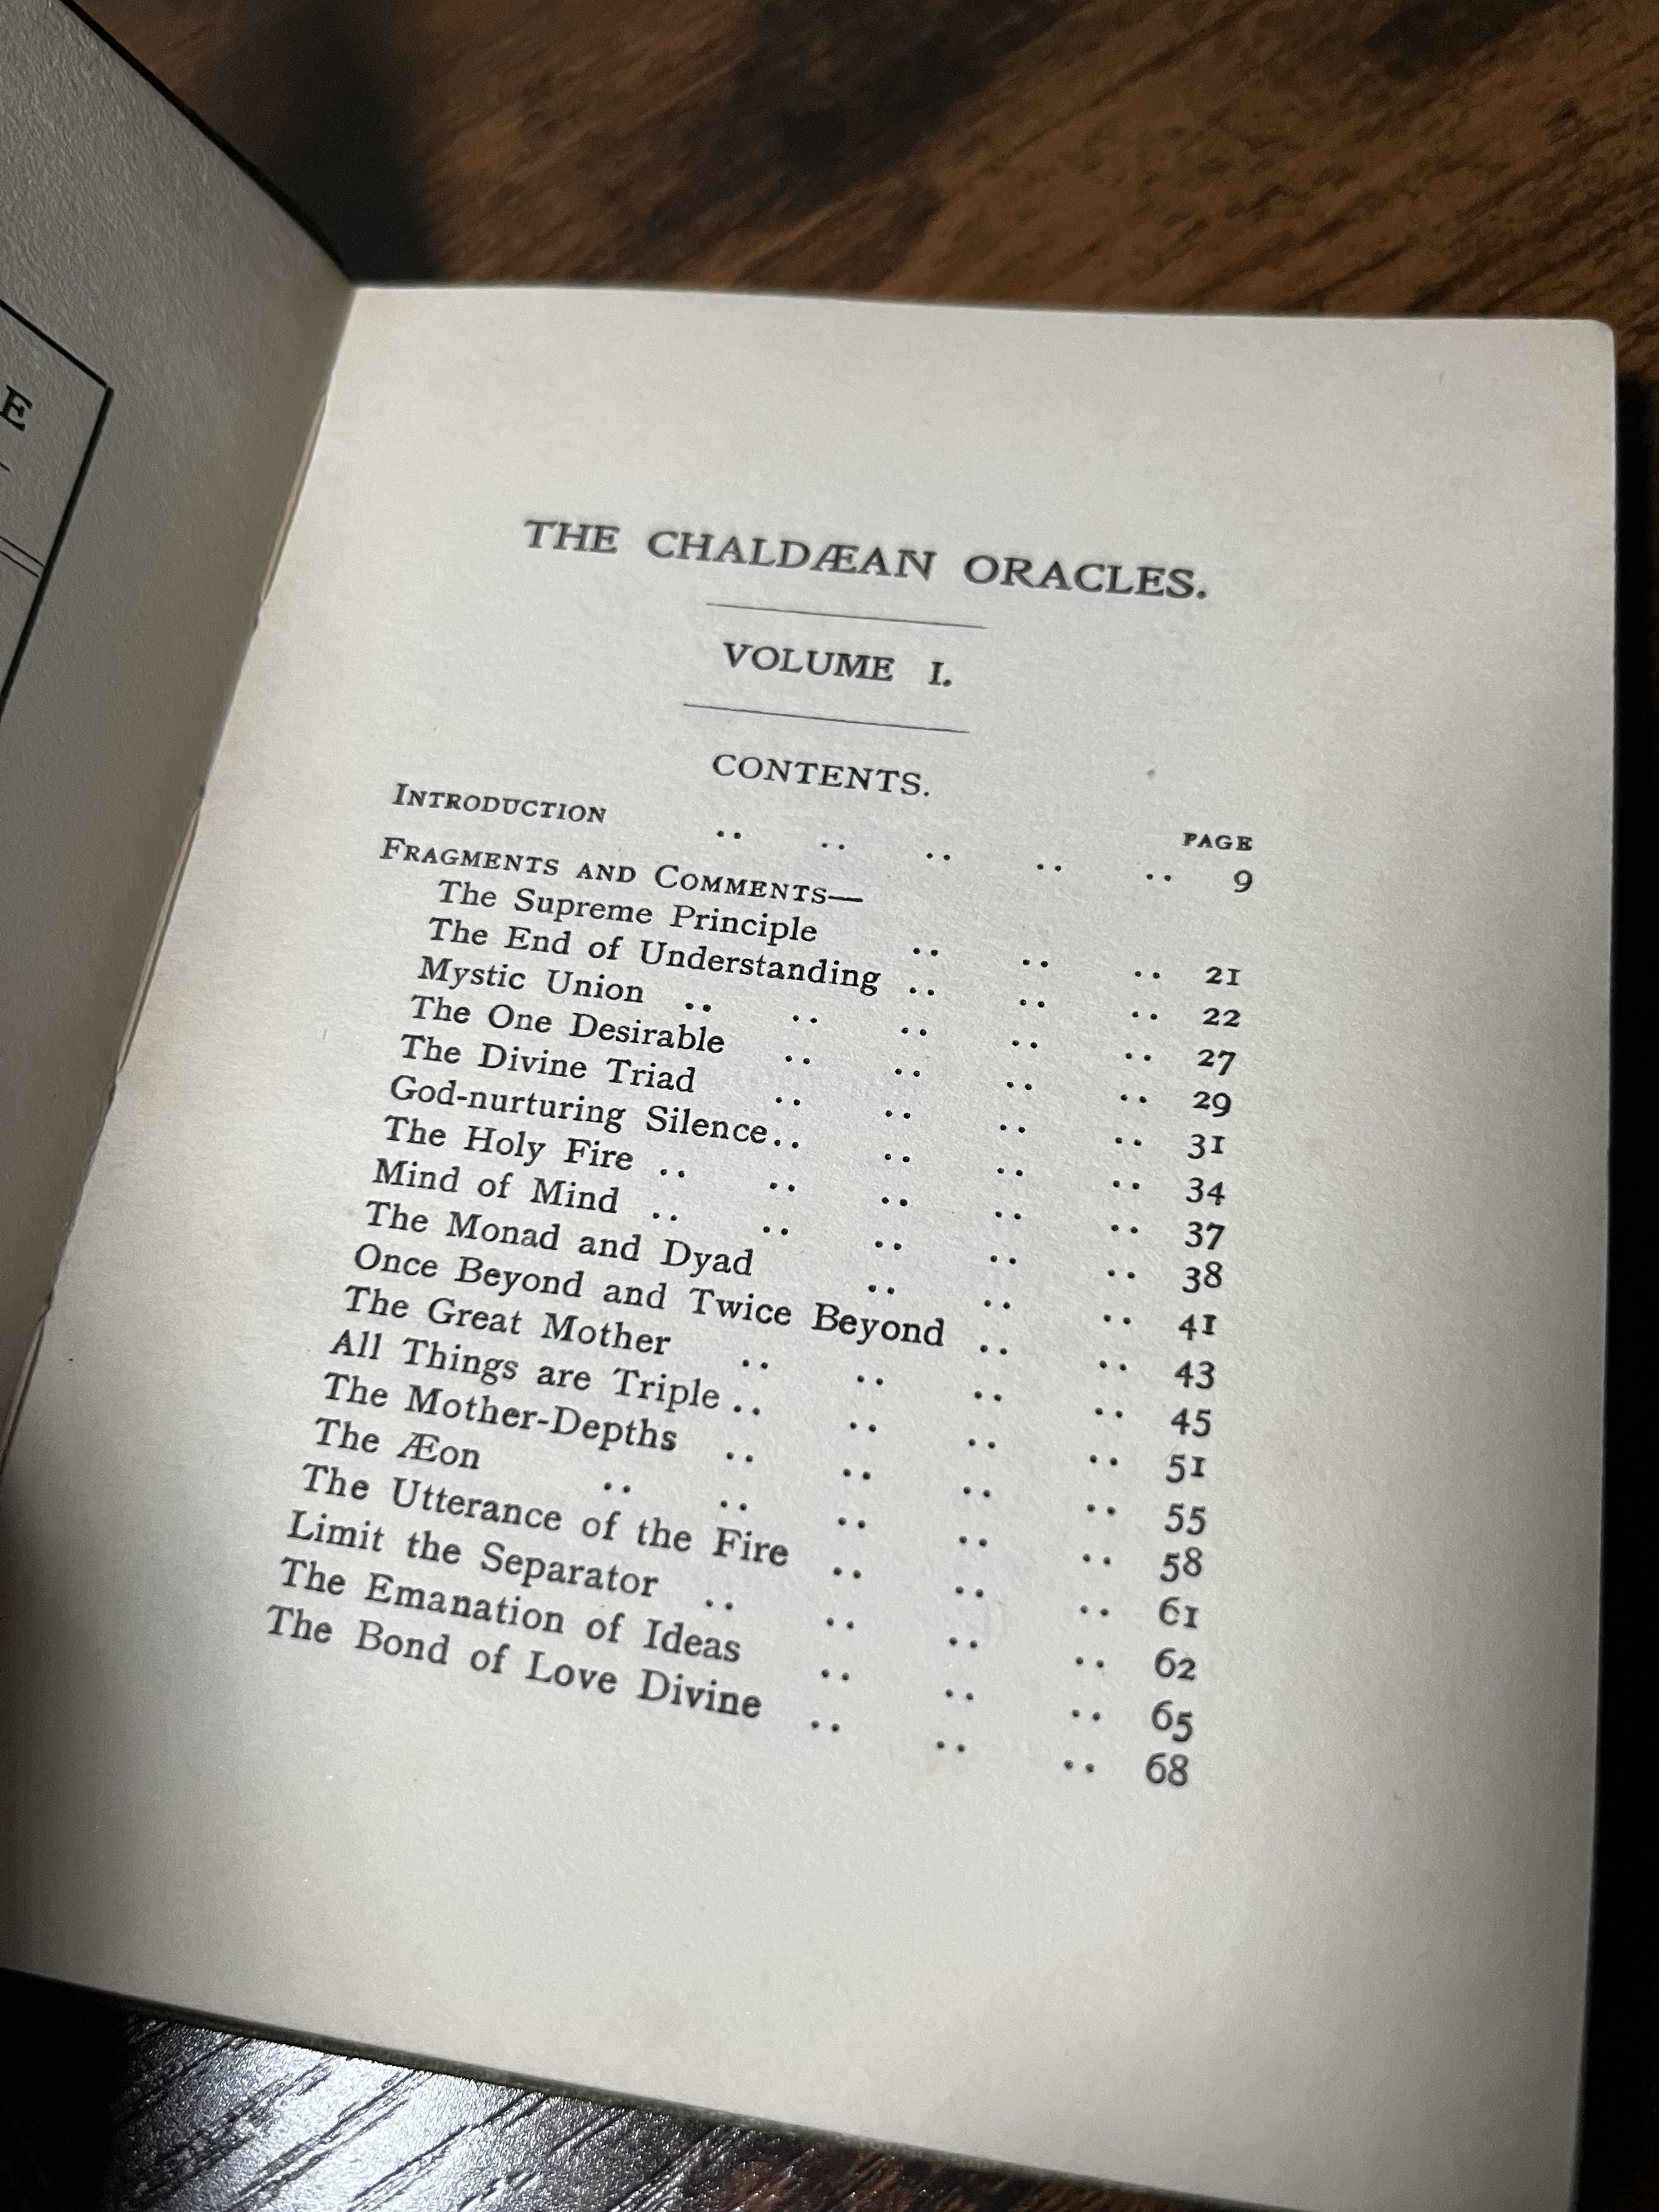 E
THE CHALDÆAN ORACLES.
VOLUME I.
CONTENTS.
PAGE
INTRODUCTION .. .. .. .. .. 9
FRAGMENTS AND COMMENTS—
The Supreme Principle .. .. .. 21
The End of Understanding .. .. .. 22
Mystic Union .. .. .. .. .. 27
The One Desirable .. .. .. .. 29
The Divine Triad .. .. .. .. 31
God-nurturing Silence .. .. .. .. 34
The Holy Fire .. .. .. .. .. 37
Mind of Mind .. .. .. .. .. 38
The Monad and Dyad .. .. .. 41
Once Beyond and Twice Beyond .. .. 43
The Great Mother .. .. .. .. 45
All Things are Triple .. .. .. .. 51
The Mother-Depths .. .. .. .. 55
The Æon .. .. .. .. .. 58
The Utterance of the Fire .. .. .. 61
Limit the Separator .. .. .. .. 62
The Emanation of Ideas .. .. .. 65
The Bond of Love Divine .. .. .. 68